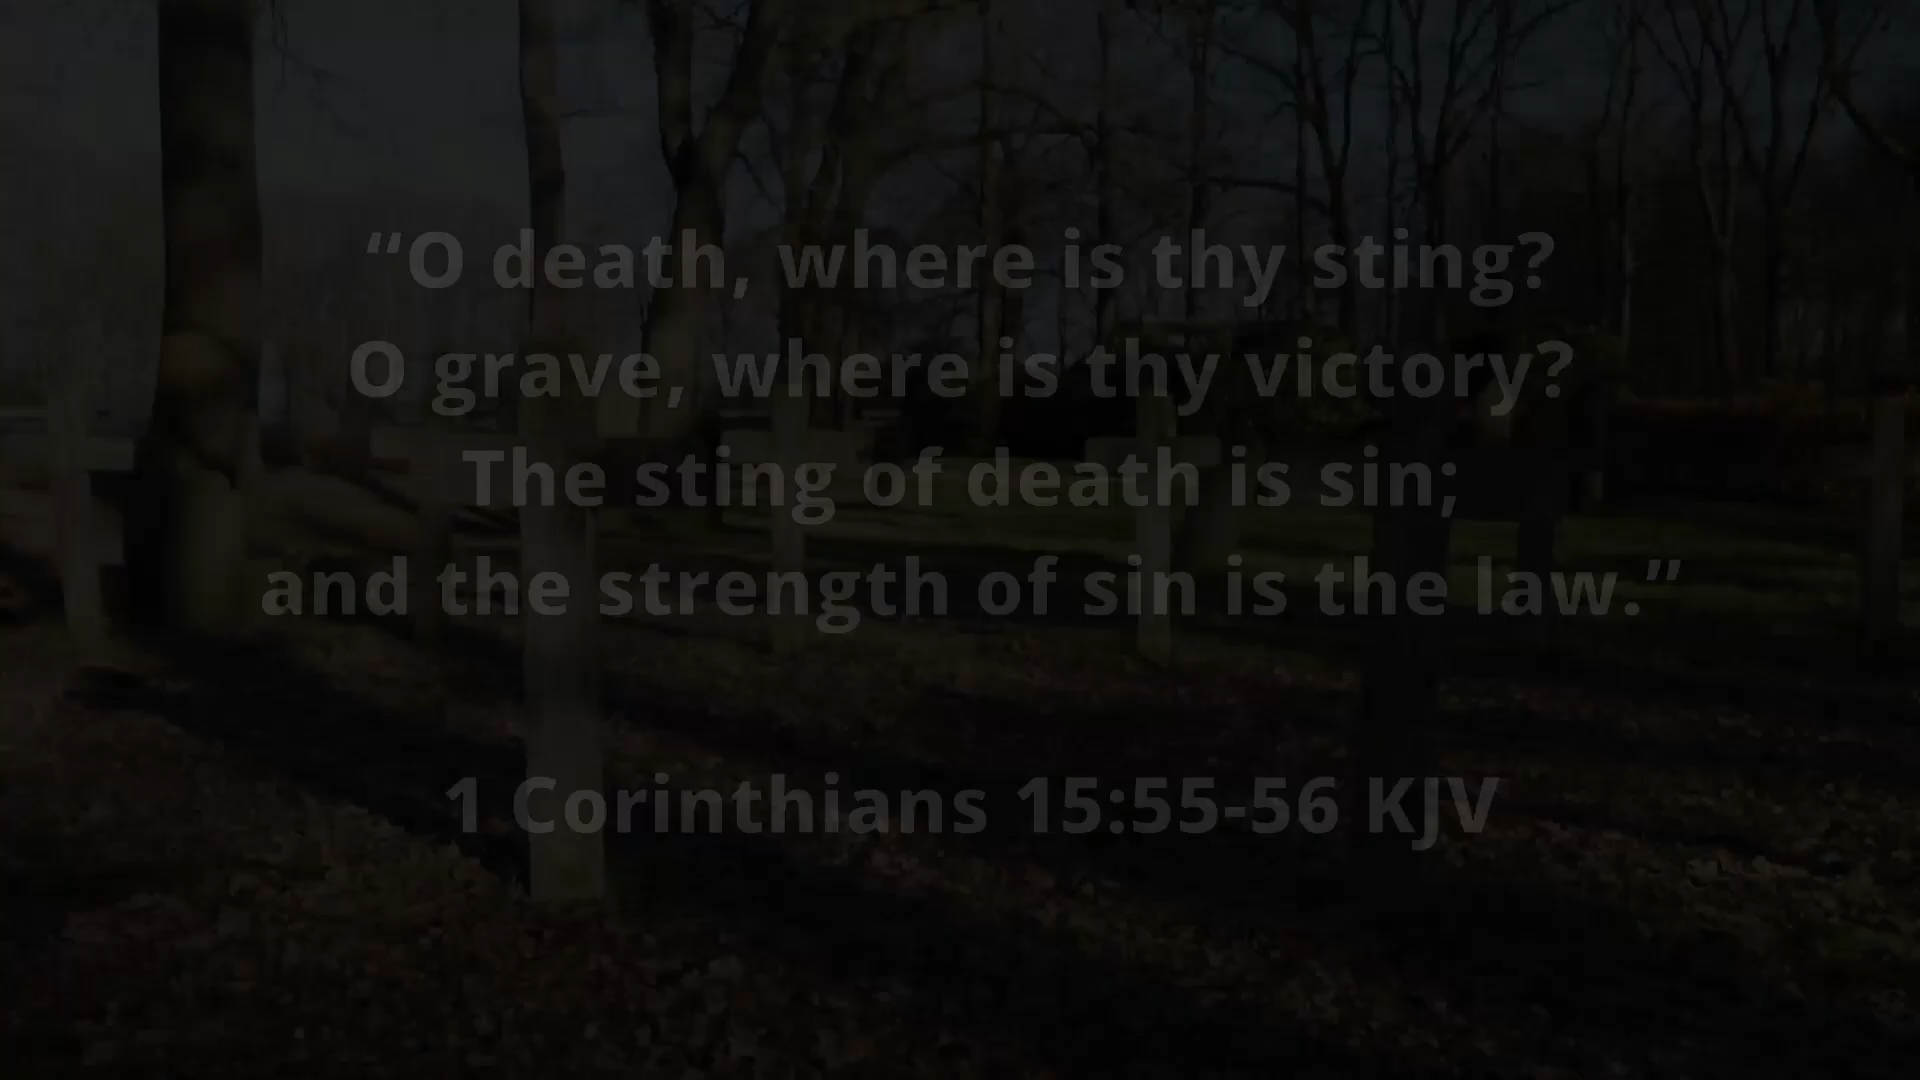 “O death, where is thy sting?
O grave, where is thy victory?
The sting of death is sin;
and the strength of sin is the law.”
1 Corinthians 15:55-56 KJV